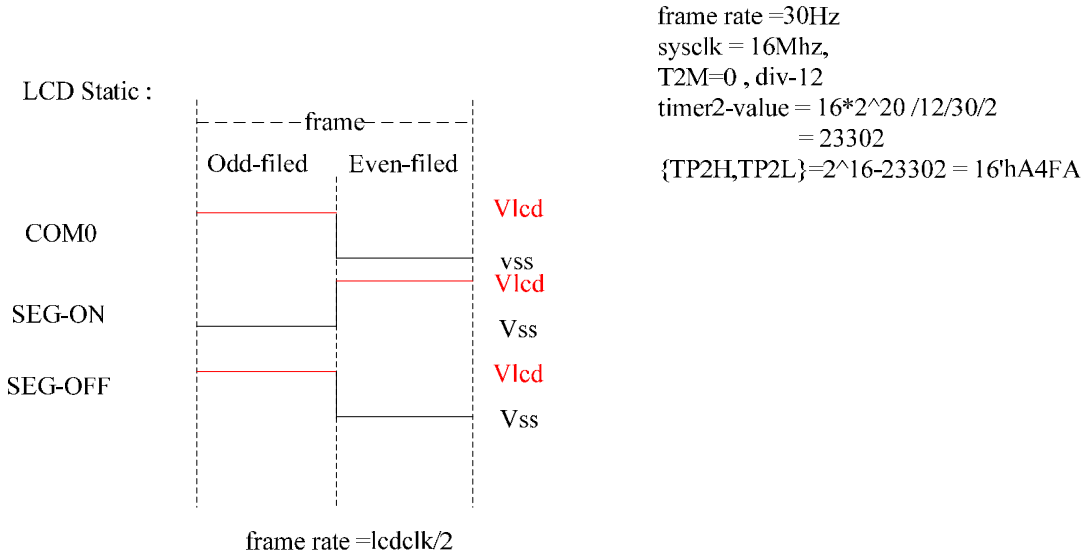 frame rate =30Hz
sysclk = 16Mhz,
T2M=0 , div-12
timer2-value = 16*2^20 /12/30/2
= 23302
{TP2H,TP2L}=2^16-23302 = 16'hA4FA
LCD Static :
frame
Odd-filed Even-filed
COM0
Vlcd
vss
SEG-ON
Vlcd
Vss
SEG-OFF
Vlcd
Vss
frame rate =lcdclk/2